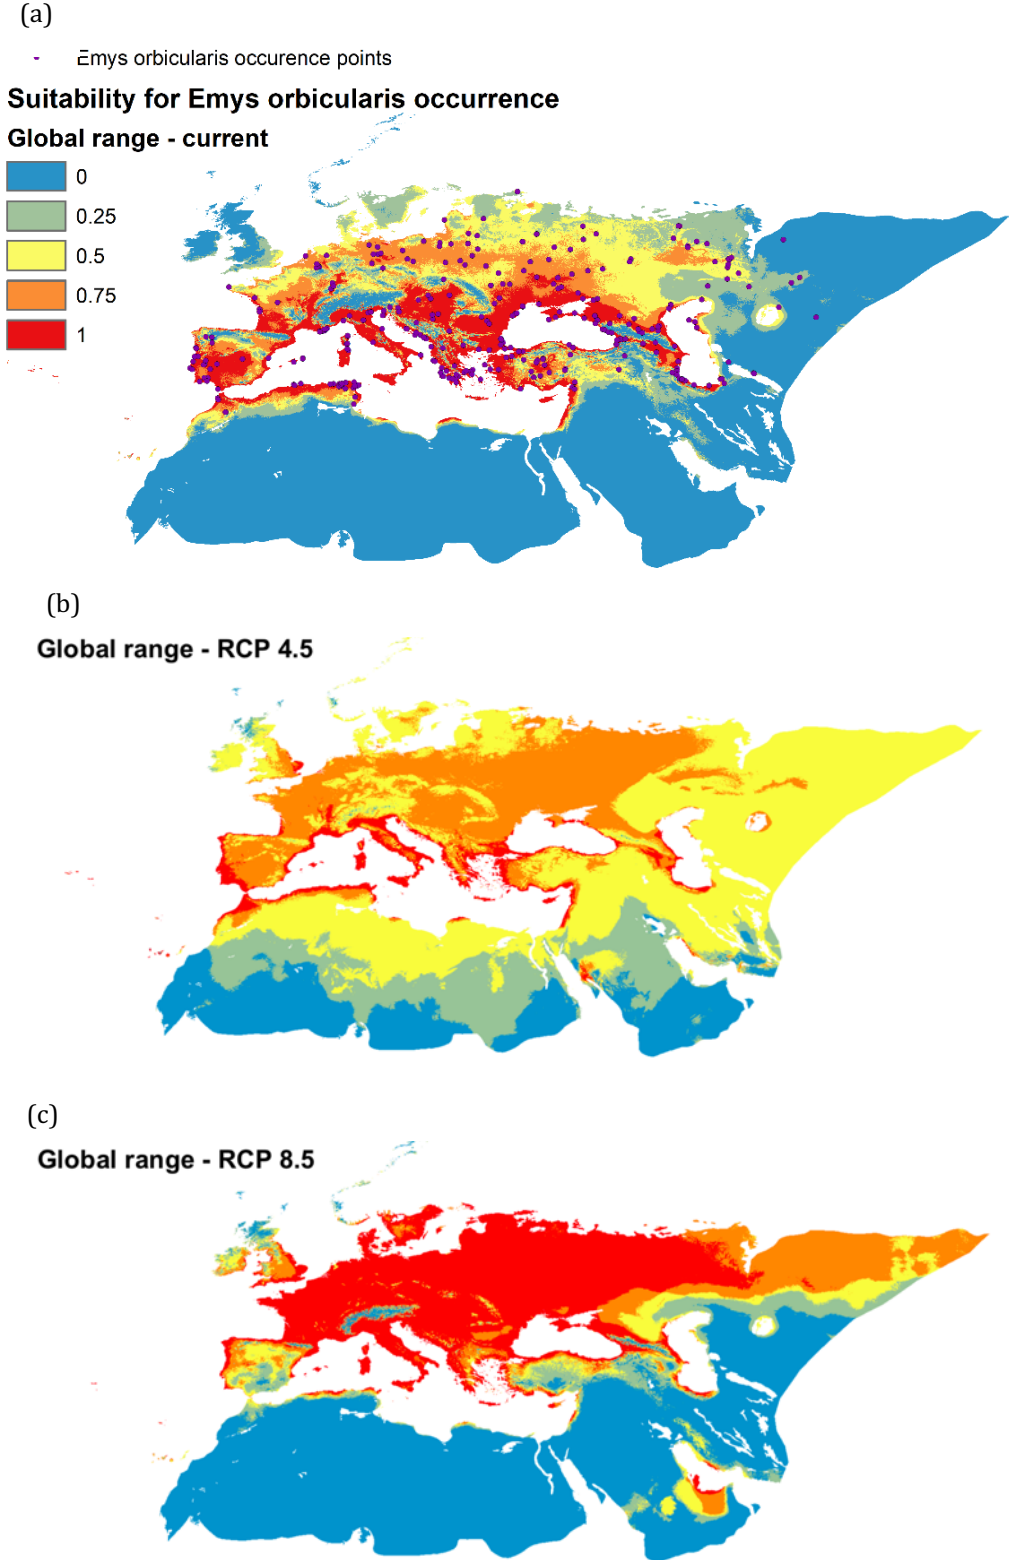 (a)
Emys orbicularis occurence points
Suitability for Emys orbicularis occurrence
Global range - current
0
0.25
0.5
0.75
1
(b)
Global range - RCP 4.5
(c)
Global range - RCP 8.5